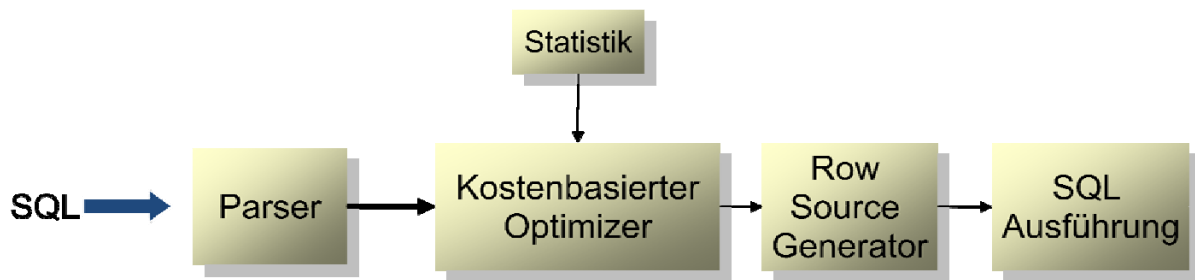 Statistik
SQL
Parser
Kostenbasierter
Optimizer
Row
Source
Generator
SQL
Ausführung